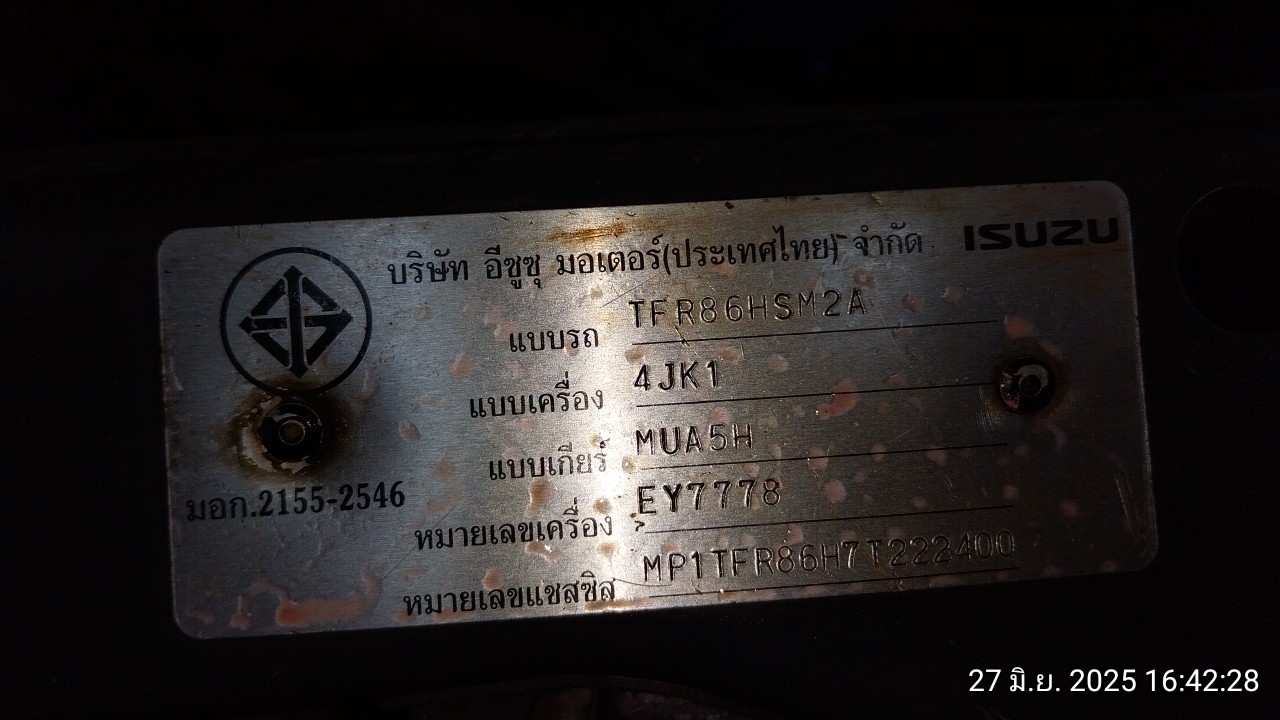 บริษัท อีซูซุ มอเตอร์(ประเทศไทย) จำกัด ISUZU
แบบรถ TFR86HSM2A
แบบเครื่อง 4JK1
แบบเกียร์ MUA5H
มอก.2155-2546
หมายเลขเครื่อง EY7778
หมายเลขแชสซิส MP1TFR86H7T222400
27 มิ.ย. 2025 16:42:28